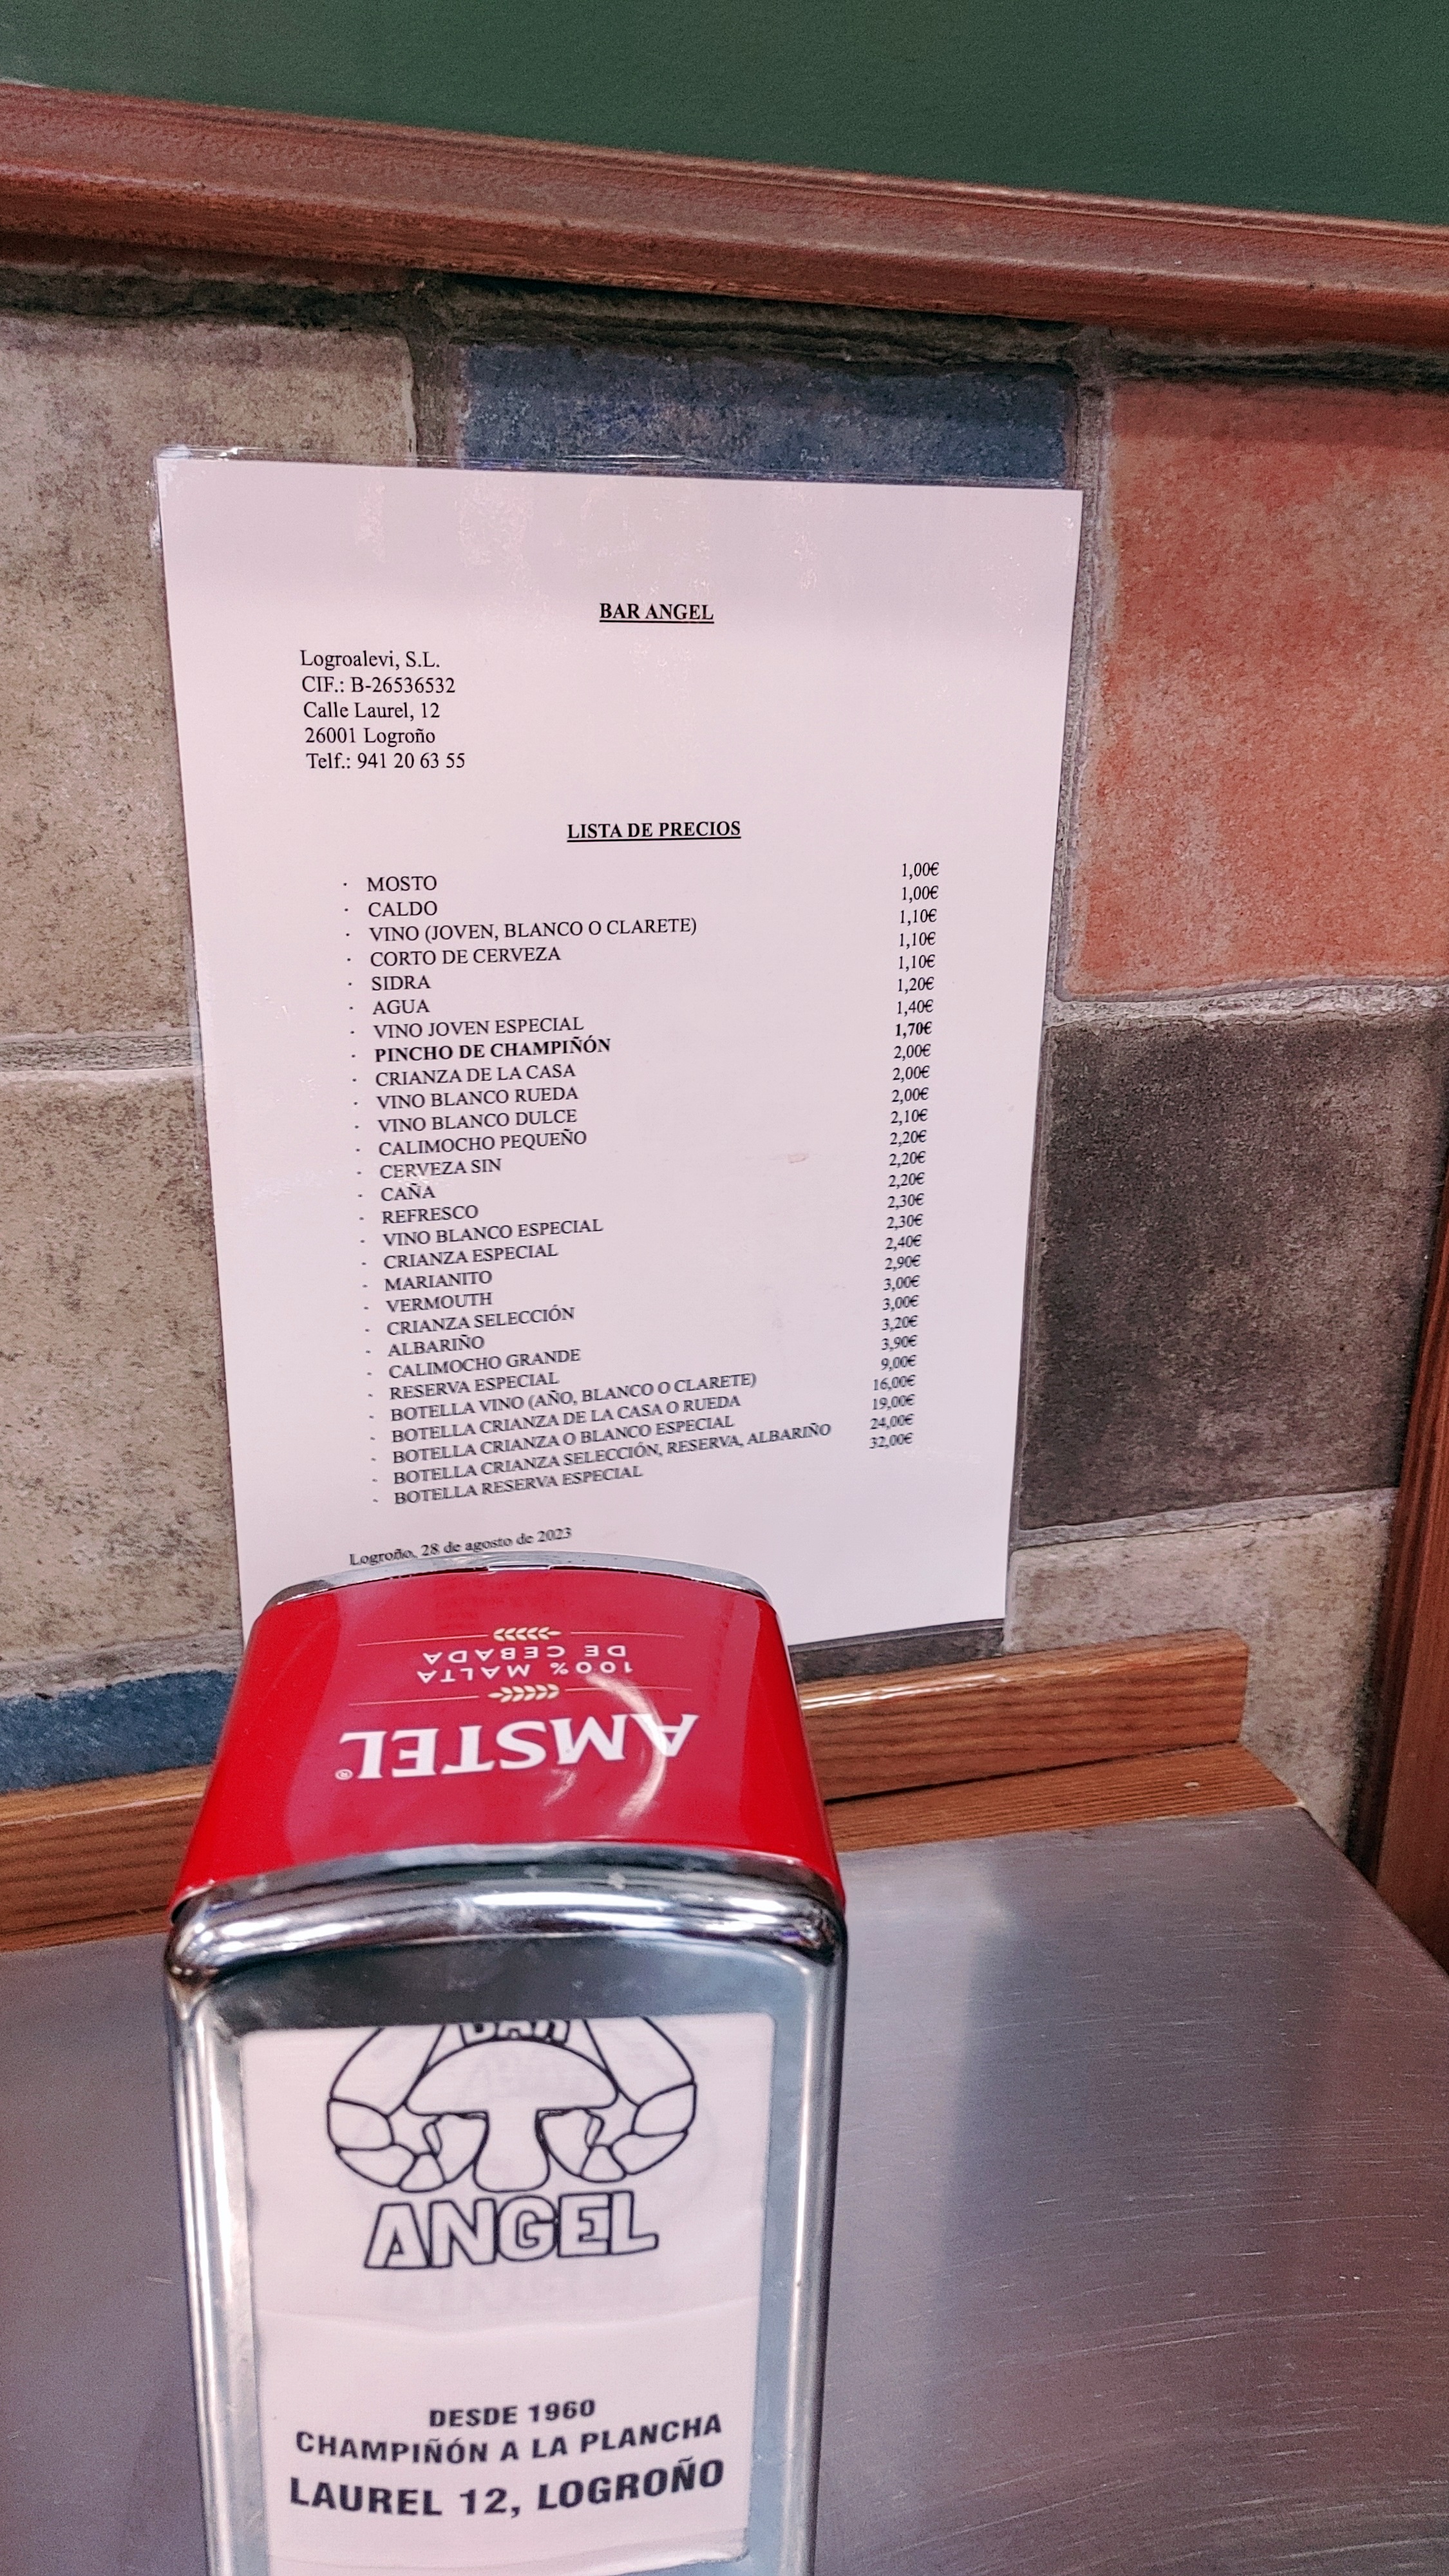 BAR ANGEL
Logroalevi, S.L.
CIF.: B-26536532
Calle Laurel, 12
26001 Logroño
Telf.: 941 20 63 55
LISTA DE PRECIOS
· MOSTO 1,00€
· CALDO 1,00€
· VINO (JOVEN, BLANCO O CLARETE) 1,10€
· CORTO DE CERVEZA 1,10€
· SIDRA 1,10€
· AGUA 1,20€
· VINO JOVEN ESPECIAL 1,40€
· PINCHO DE CHAMPIÑÓN 1,70€
· CRIANZA DE LA CASA 2,00€
· VINO BLANCO RUEDA 2,00€
· VINO BLANCO DULCE 2,00€
· CALIMOCHO PEQUEÑO 2,10€
· CERVEZA SIN 2,20€
· CAÑA 2,20€
· REFRESCO 2,20€
· VINO BLANCO ESPECIAL 2,30€
· CRIANZA ESPECIAL 2,30€
· MARIANITO 2,40€
· VERMOUTH 2,90€
· CRIANZA SELECCIÓN 3,00€
· ALBARIÑO 3,00€
· CALIMOCHO GRANDE 3,20€
· RESERVA ESPECIAL 3,90€
· BOTELLA VINO (AÑO, BLANCO O CLARETE) 9,00€
· BOTELLA CRIANZA DE LA CASA O RUEDA 16,00€
· BOTELLA CRIANZA O BLANCO ESPECIAL 19,00€
· BOTELLA CRIANZA SELECCIÓN, RESERVA, ALBARIÑO 24,00€
· BOTELLA RESERVA ESPECIAL 32,00€
Logroño, 28 de agosto de 2023
AMSTEL®
100% MALTA
DE CEBADA
BAR
ANGEL
DESDE 1960
CHAMPIÑÓN A LA PLANCHA
LAUREL 12, LOGROÑO